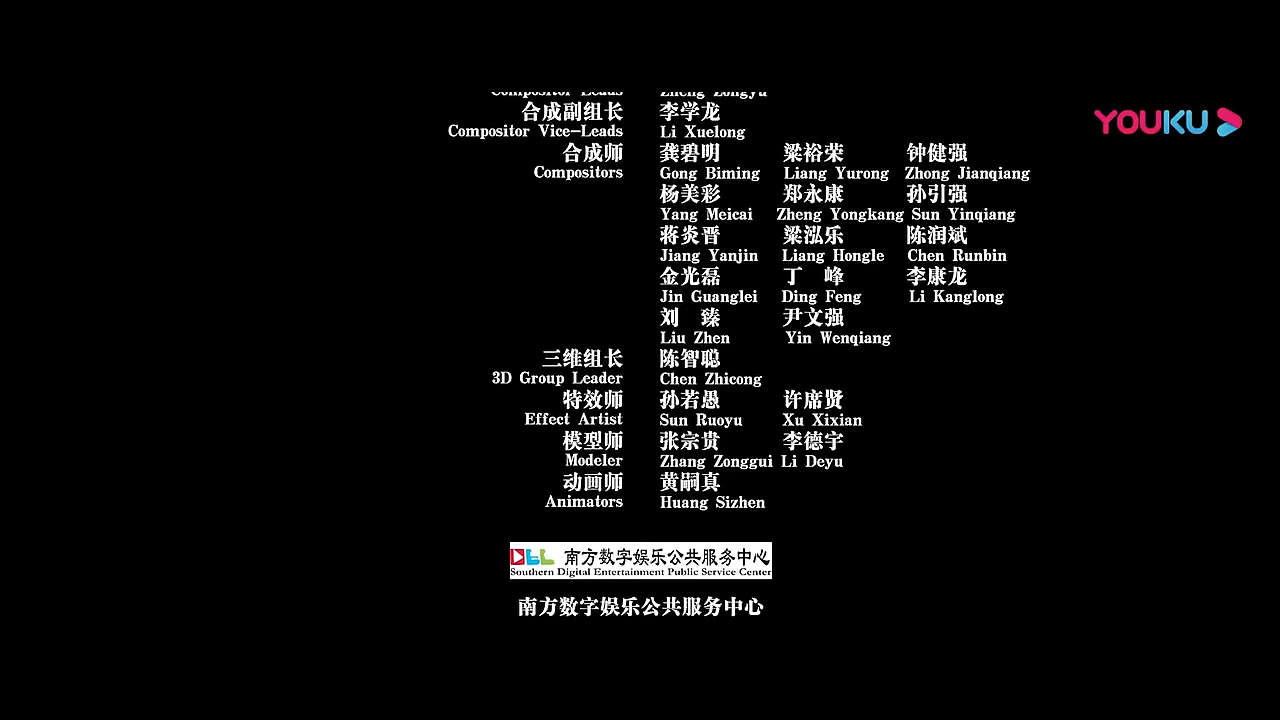 Compositor Leads Zheng Zongyu
合成副组长 李学龙
YOUKU
Compositor Vice-Leads Li Xuelong
合成师 龚碧明 梁裕荣 钟健强
Compositors Gong Biming Liang Yurong Zhong Jianqiang
杨美彩 郑永康 孙引强
Yang Meicai Zheng Yongkang Sun Yinqiang
蒋炎晋 梁泓乐 陈润斌
Jiang Yanjin Liang Hongle Chen Runbin
金光磊 丁 峰 李康龙
Jin Guanglei Ding Feng Li Kanglong
刘 臻 尹文强
Liu Zhen Yin Wenqiang
三维组长 陈智聪
3D Group Leader Chen Zhicong
特效师 孙若愚 许席贤
Effect Artist Sun Ruoyu Xu Xixian
模型师 张宗贵 李德宇
Modeler Zhang Zonggui Li Deyu
动画师 黄嗣真
Animators Huang Sizhen
南方数字娱乐公共服务中心
Southern Digital Entertainment Public Service Center
南方数字娱乐公共服务中心